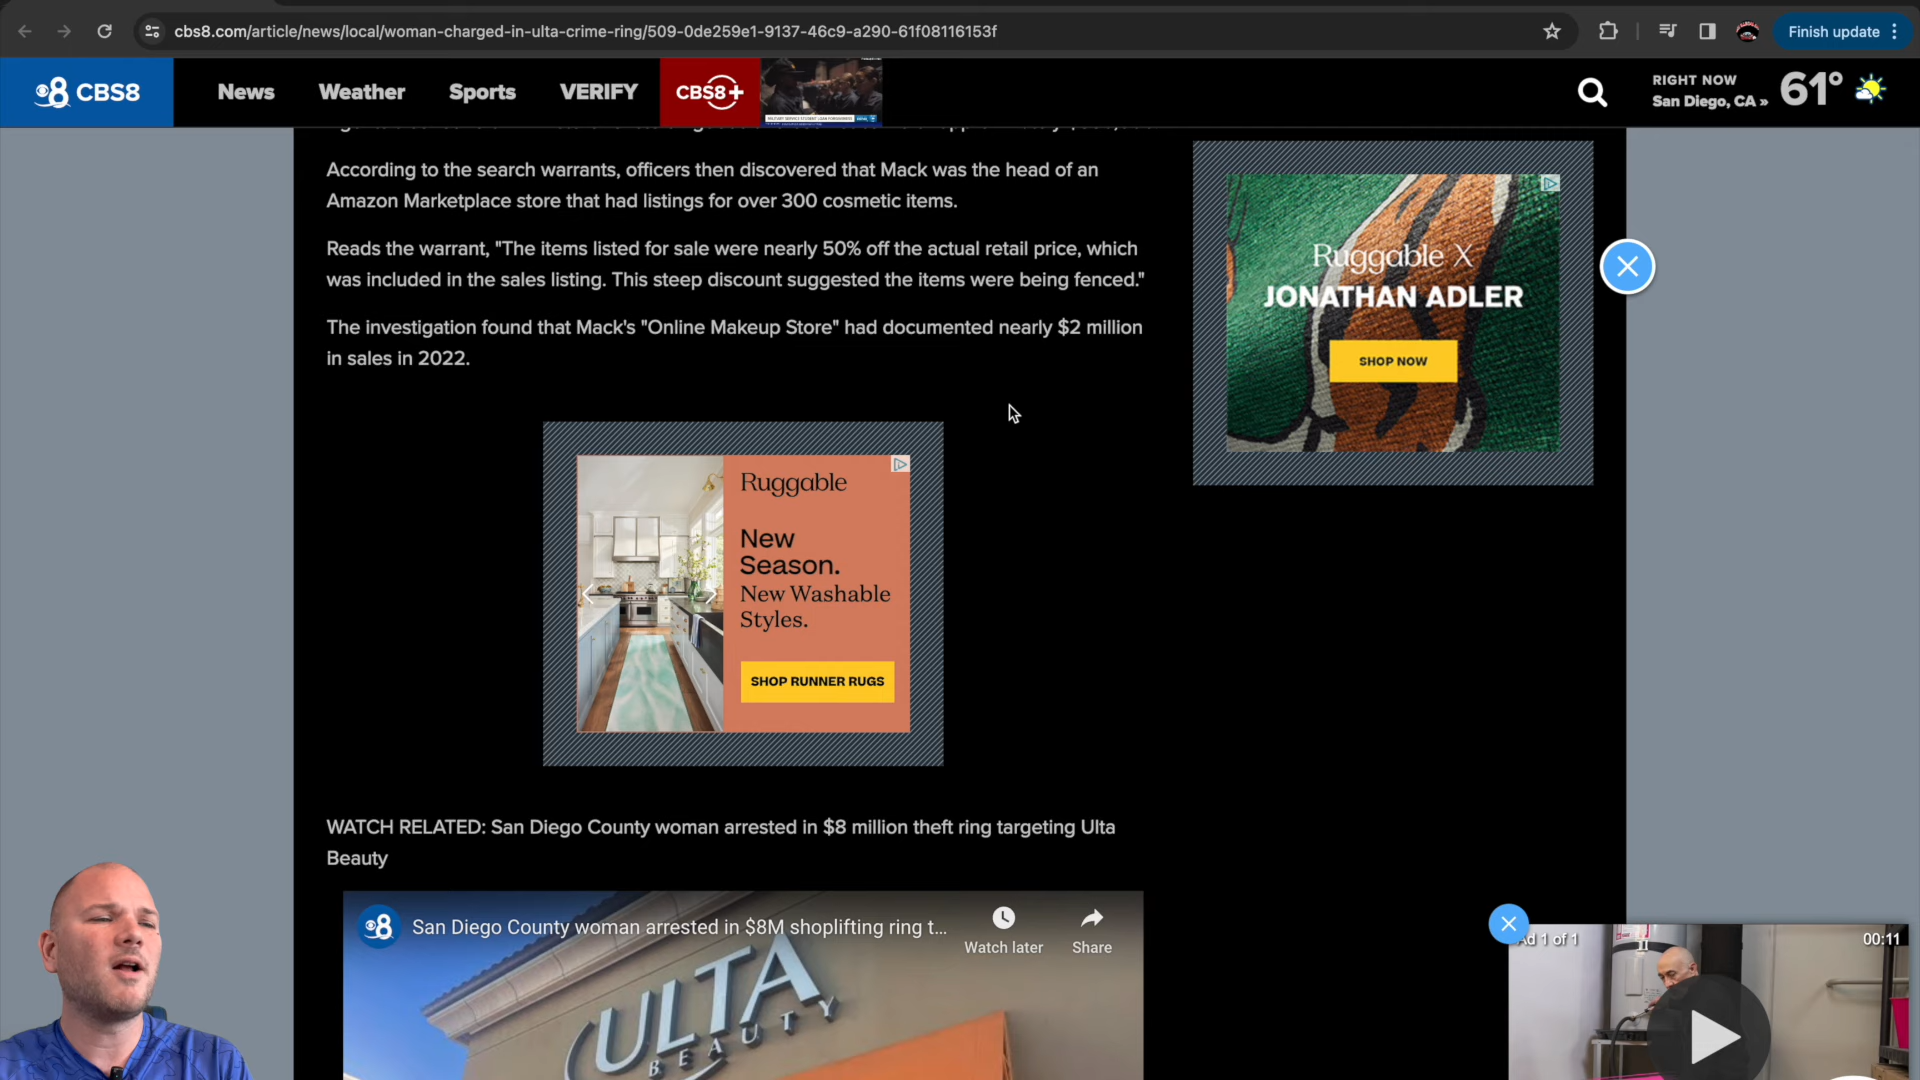 cbs8.com/article/news/local/woman-charged-in-ulta-crime-ring/509-0de259e1-9137-46c9-a290-61f08116153f
Finish update
CBS8
News
Weather
Sports
VERIFY
CBS8+
RIGHT NOW
San Diego, CA »
61°
According to the search warrants, officers then discovered that Mack was the head of an
Amazon Marketplace store that had listings for over 300 cosmetic items.
Reads the warrant, "The items listed for sale were nearly 50% off the actual retail price, which
was included in the sales listing. This steep discount suggested the items were being fenced."
The investigation found that Mack's "Online Makeup Store" had documented nearly $2 million
in sales in 2022.
Ruggable X
JONATHAN ADLER
SHOP NOW
Ruggable
New
Season.
New Washable
Styles.
SHOP RUNNER RUGS
WATCH RELATED: San Diego County woman arrested in $8 million theft ring targeting Ulta
Beauty
8
San Diego County woman arrested in $8M shoplifting ring t...
Watch later
Share
ULTA
BEAUTY
Ad 1 of 1
00:11